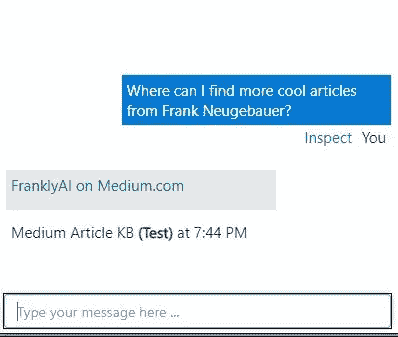 Where can I find more cool articles
from Frank Neugebauer?
Inspect You
FranklyAI on Medium.com
Medium Article KB (Test) at 7:44 PM
Type your message here ...